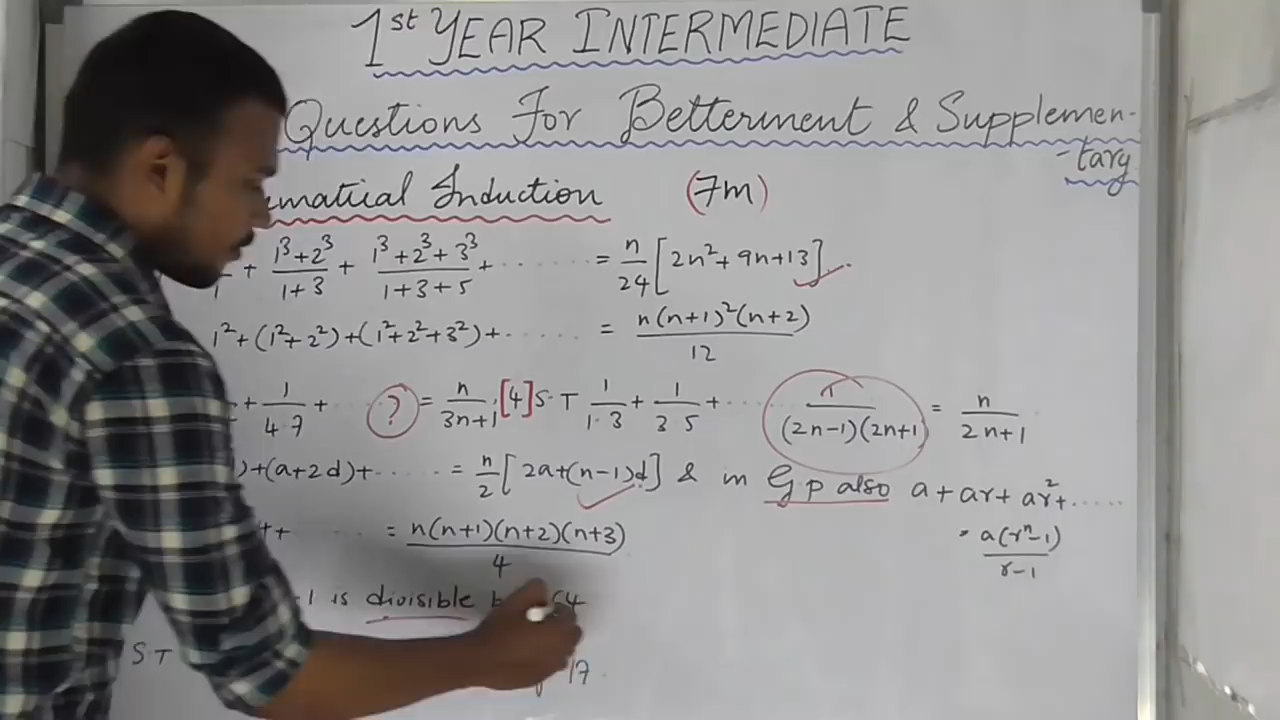 1st YEAR INTERMEDIATE
Questions For Betterment & Supplemen-
-tary
Induction (7m)
+ 1³+2³/1+3 + 1³+2³+3³/1+3+5 + ........ = n/24 [2n²+9n+13].
1²+(1²+2²)+(1²+2²+3²)+...... = n(n+1)²(n+2)/12
+ 1/4·7 + ... ? = n/3n+1 [4] S·T 1/1·3 + 1/3·5 + ..... /(2n-1)(2n+1) = n/2n+1
)+(a+2d)+...... = n/2 [2a+(n-1)d] & in G p also a+ar+ar²+.....
+ ...... = n(n+1)(n+2)(n+3)/4 = a(rⁿ-1)/r-1
-1 is divisible 64
ST 17.